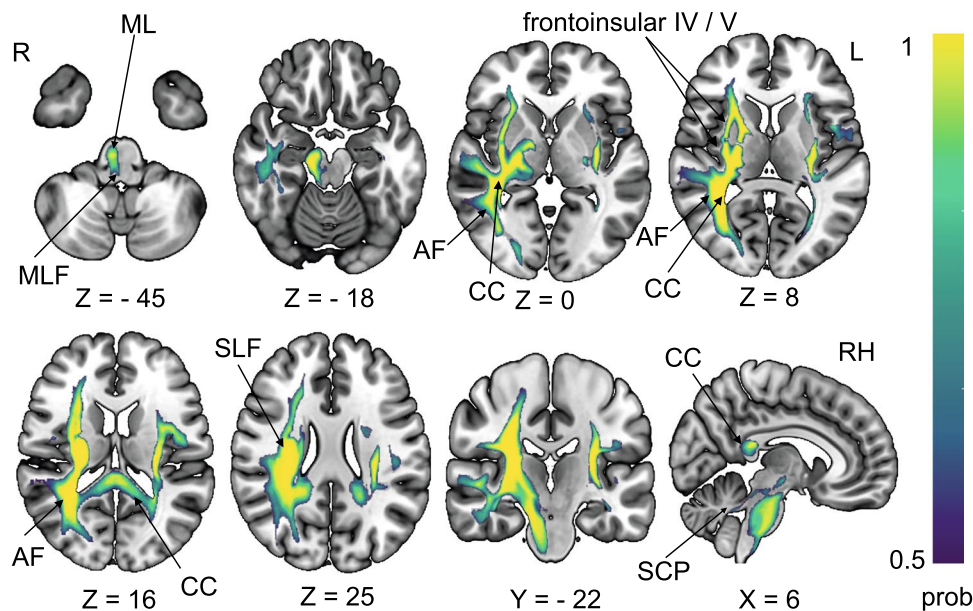 ML
frontoinsular IV / V
R
L
1
AF
AF
MLF
CC
CC
Z = - 45
Z = - 18
Z = 0
Z = 8
SLF
CC
RH
AF
CC
SCP
0.5
Z = 16
Z = 25
Y = - 22
X = 6
prob